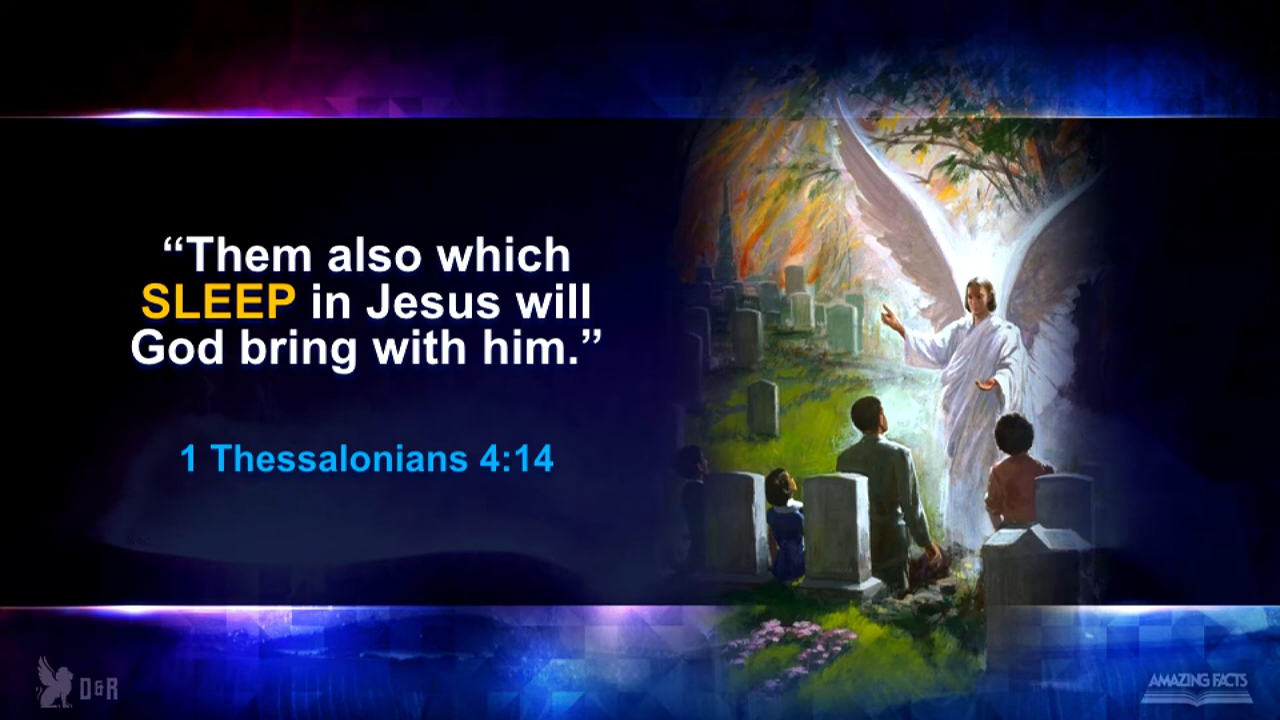 “Them also which
SLEEP in Jesus will
God bring with him.”
1 Thessalonians 4:14
D&R
AMAZING FACTS